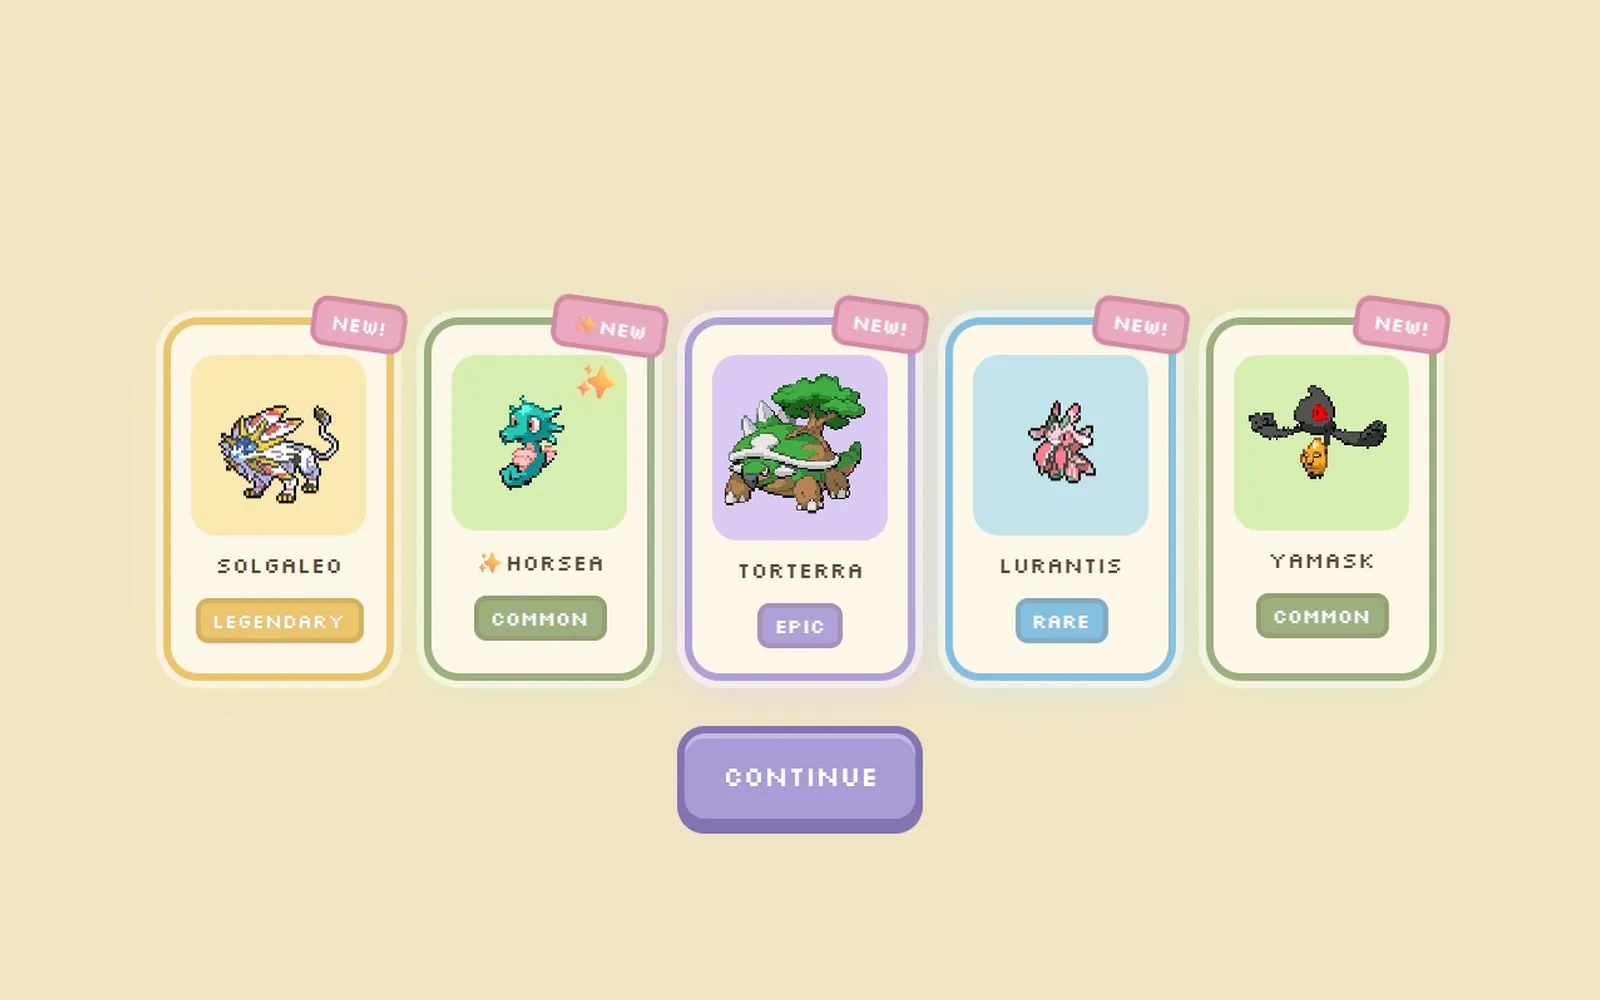 NEW!
✨NEW
NEW!
NEW!
NEW!
SOLGALEO
✨HORSEA
TORTERRA
LURANTIS
YAMASK
LEGENDARY
COMMON
EPIC
RARE
COMMON
CONTINUE